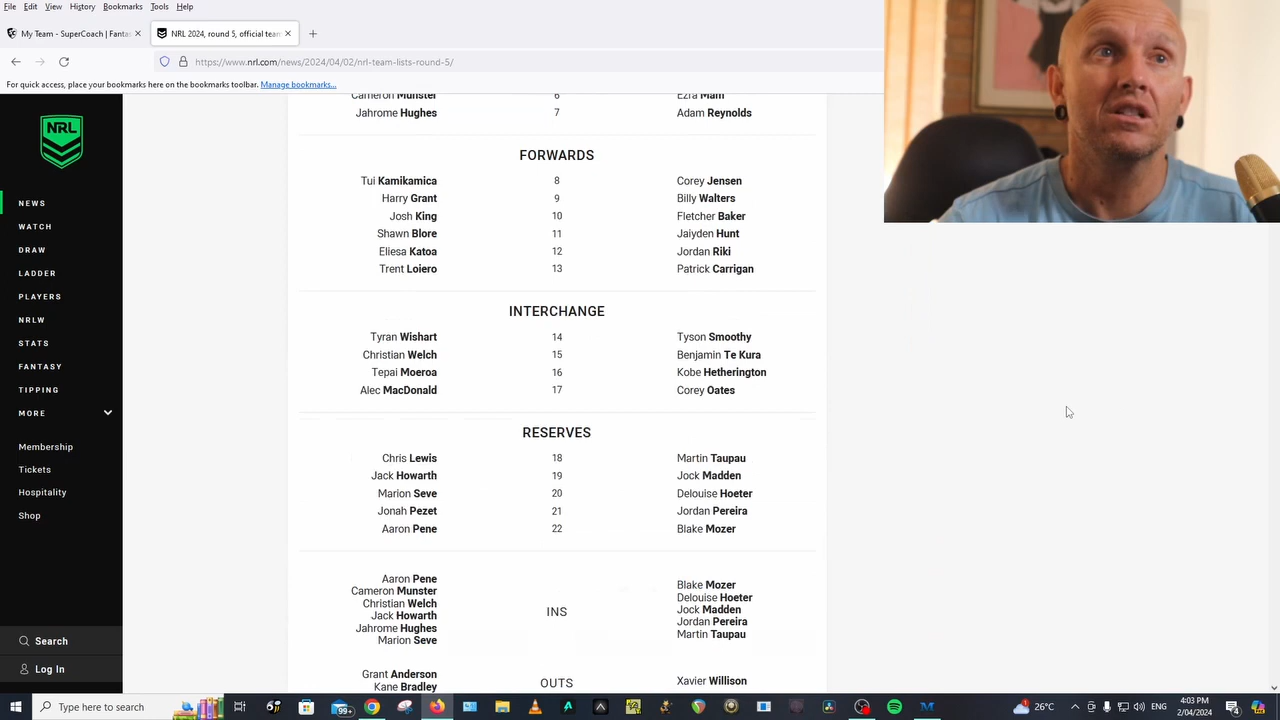 File Edit View History Bookmarks Tools Help
My Team - SuperCoach | Fantas
NRL 2024, round 5, official team
https://www.nrl.com/news/2024/04/02/nrl-team-lists-round-5/
For quick access, place your bookmarks here on the bookmarks toolbar. Manage bookmarks...
NRL
NEWS
WATCH
DRAW
LADDER
PLAYERS
NRLW
STATS
FANTASY
TIPPING
MORE
Membership
Tickets
Hospitality
Shop
Search
Log In
Cameron Munster 6 Ezra Mam
Jahrome Hughes 7 Adam Reynolds
FORWARDS
Tui Kamikamica 8 Corey Jensen
Harry Grant 9 Billy Walters
Josh King 10 Fletcher Baker
Shawn Blore 11 Jaiyden Hunt
Eliesa Katoa 12 Jordan Riki
Trent Loiero 13 Patrick Carrigan
INTERCHANGE
Tyran Wishart 14 Tyson Smoothy
Christian Welch 15 Benjamin Te Kura
Tepai Moeroa 16 Kobe Hetherington
Alec MacDonald 17 Corey Oates
RESERVES
Chris Lewis 18 Martin Taupau
Jack Howarth 19 Jock Madden
Marion Seve 20 Delouise Hoeter
Jonah Pezet 21 Jordan Pereira
Aaron Pene 22 Blake Mozer
Aaron Pene
Cameron Munster
Christian Welch
Jack Howarth
Jahrome Hughes
Marion Seve
INS
Blake Mozer
Delouise Hoeter
Jock Madden
Jordan Pereira
Martin Taupau
Grant Anderson
Kane Bradley
OUTS
Xavier Willison
Type here to search
99+
26°C
ENG
4:03 PM
2/04/2024